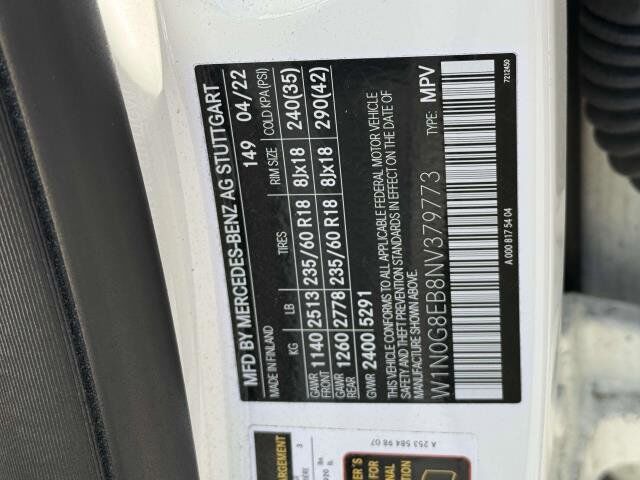 MFD BY MERCEDES-BENZ AG STUTTGART
MADE IN FINLAND 149 04/22
KG LB TIRES RIM SIZE COLD KPA(PSI)
GAWR FRONT 1140 2513 235/60 R18 8Jx18 240(35)
GAWR REAR 1260 2778 235/60 R18 8Jx18 290(42)
GVWR 2400 5291
THIS VEHICLE CONFORMS TO ALL APPLICABLE FEDERAL MOTOR VEHICLE
SAFETY AND THEFT PREVENTION STANDARDS IN EFFECT ON THE DATE OF
MANUFACTURE SHOWN ABOVE.
W1N0G8EB8NV379773 TYPE: MPV
A 000 817 54 04
7212450
A 253 584 98 07
ARGEMENT
3